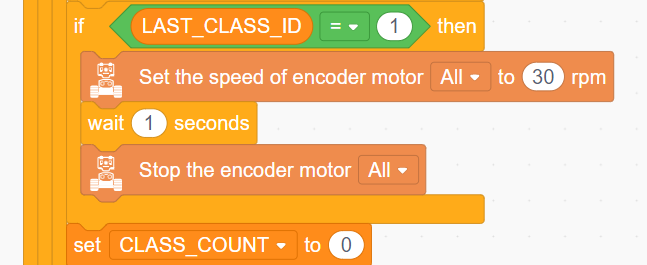 if LAST_CLASS_ID = 1 then
Set the speed of encoder motor All to 30 rpm
wait 1 seconds
Stop the encoder motor All
set CLASS_COUNT to 0